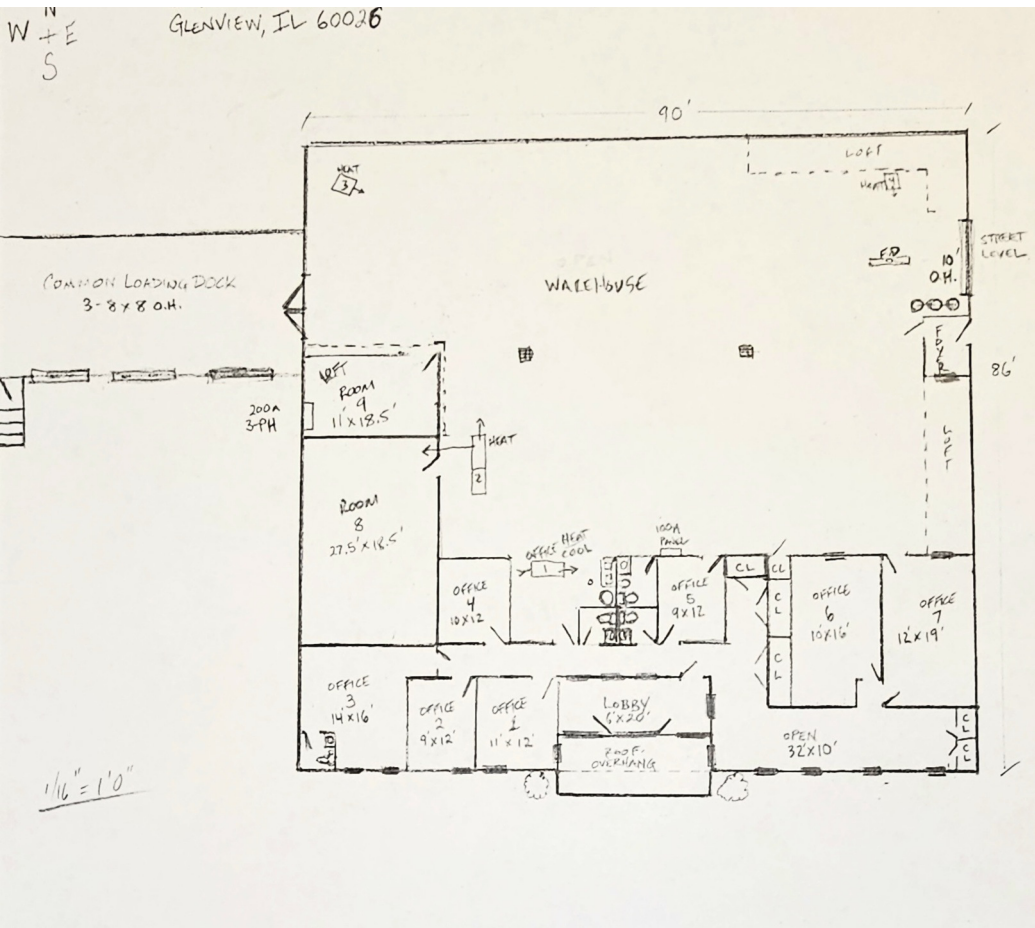 N
W + E
S
GLENVIEW, IL 60026
90'
LOFT
HEAT
3
HEAT
4
STREET
LEVEL
F.D.
10'
O.H.
COMMON LOADING DOCK
3-8x8 O.H.
WAREHOUSE
FOYER
86'
LOFT
ROOM
9
11'x18.5'
200A
3-PH
HEAT
2
LOFT
ROOM
8
27.5'x18.5'
OFFICE
HEAT
COOL
1
100A
PANEL
CL
CL
CL
CL
OFFICE
4
10x12
OFFICE
5
9x12
OFFICE
6
10'x16'
OFFICE
7
12'x19'
OFFICE
3
14'x16'
OFFICE
2
9'x12'
OFFICE
1
11'x12'
LOBBY
6'x20'
ROOF
OVERHANG
OPEN
32'x10'
CL
CL
1/16"=1'0"